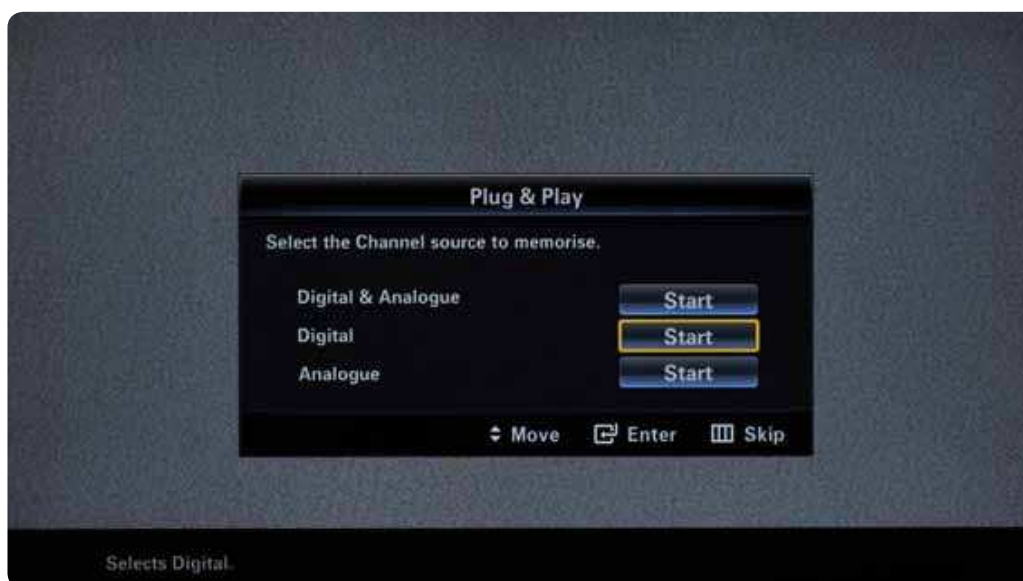 Plug & Play
Select the Channel source to memorise.
Digital & Analogue Start
Digital Start
Analogue Start
Move Enter Skip
Selects Digital.